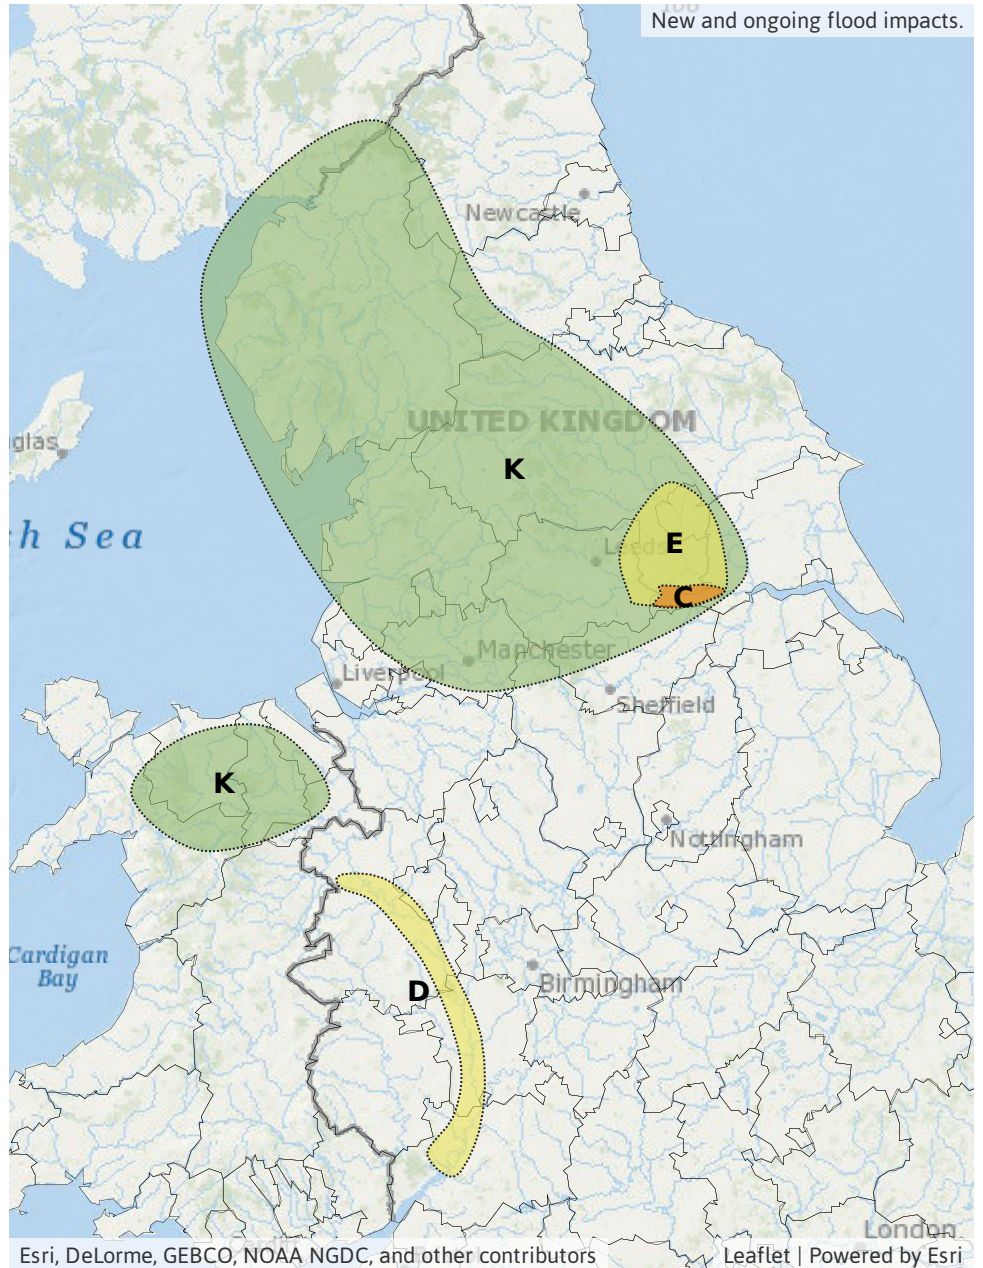 New and ongoing flood impacts.
Newcastle
UNITED KINGDOM
glas
K
h Sea
E
Leeds
C
Manchester
Liverpool
Sheffield
K
Nottingham
Cardigan
Bay
D
Birmingham
London
Esri, DeLorme, GEBCO, NOAA NGDC, and other contributors
Leaflet | Powered by Esri